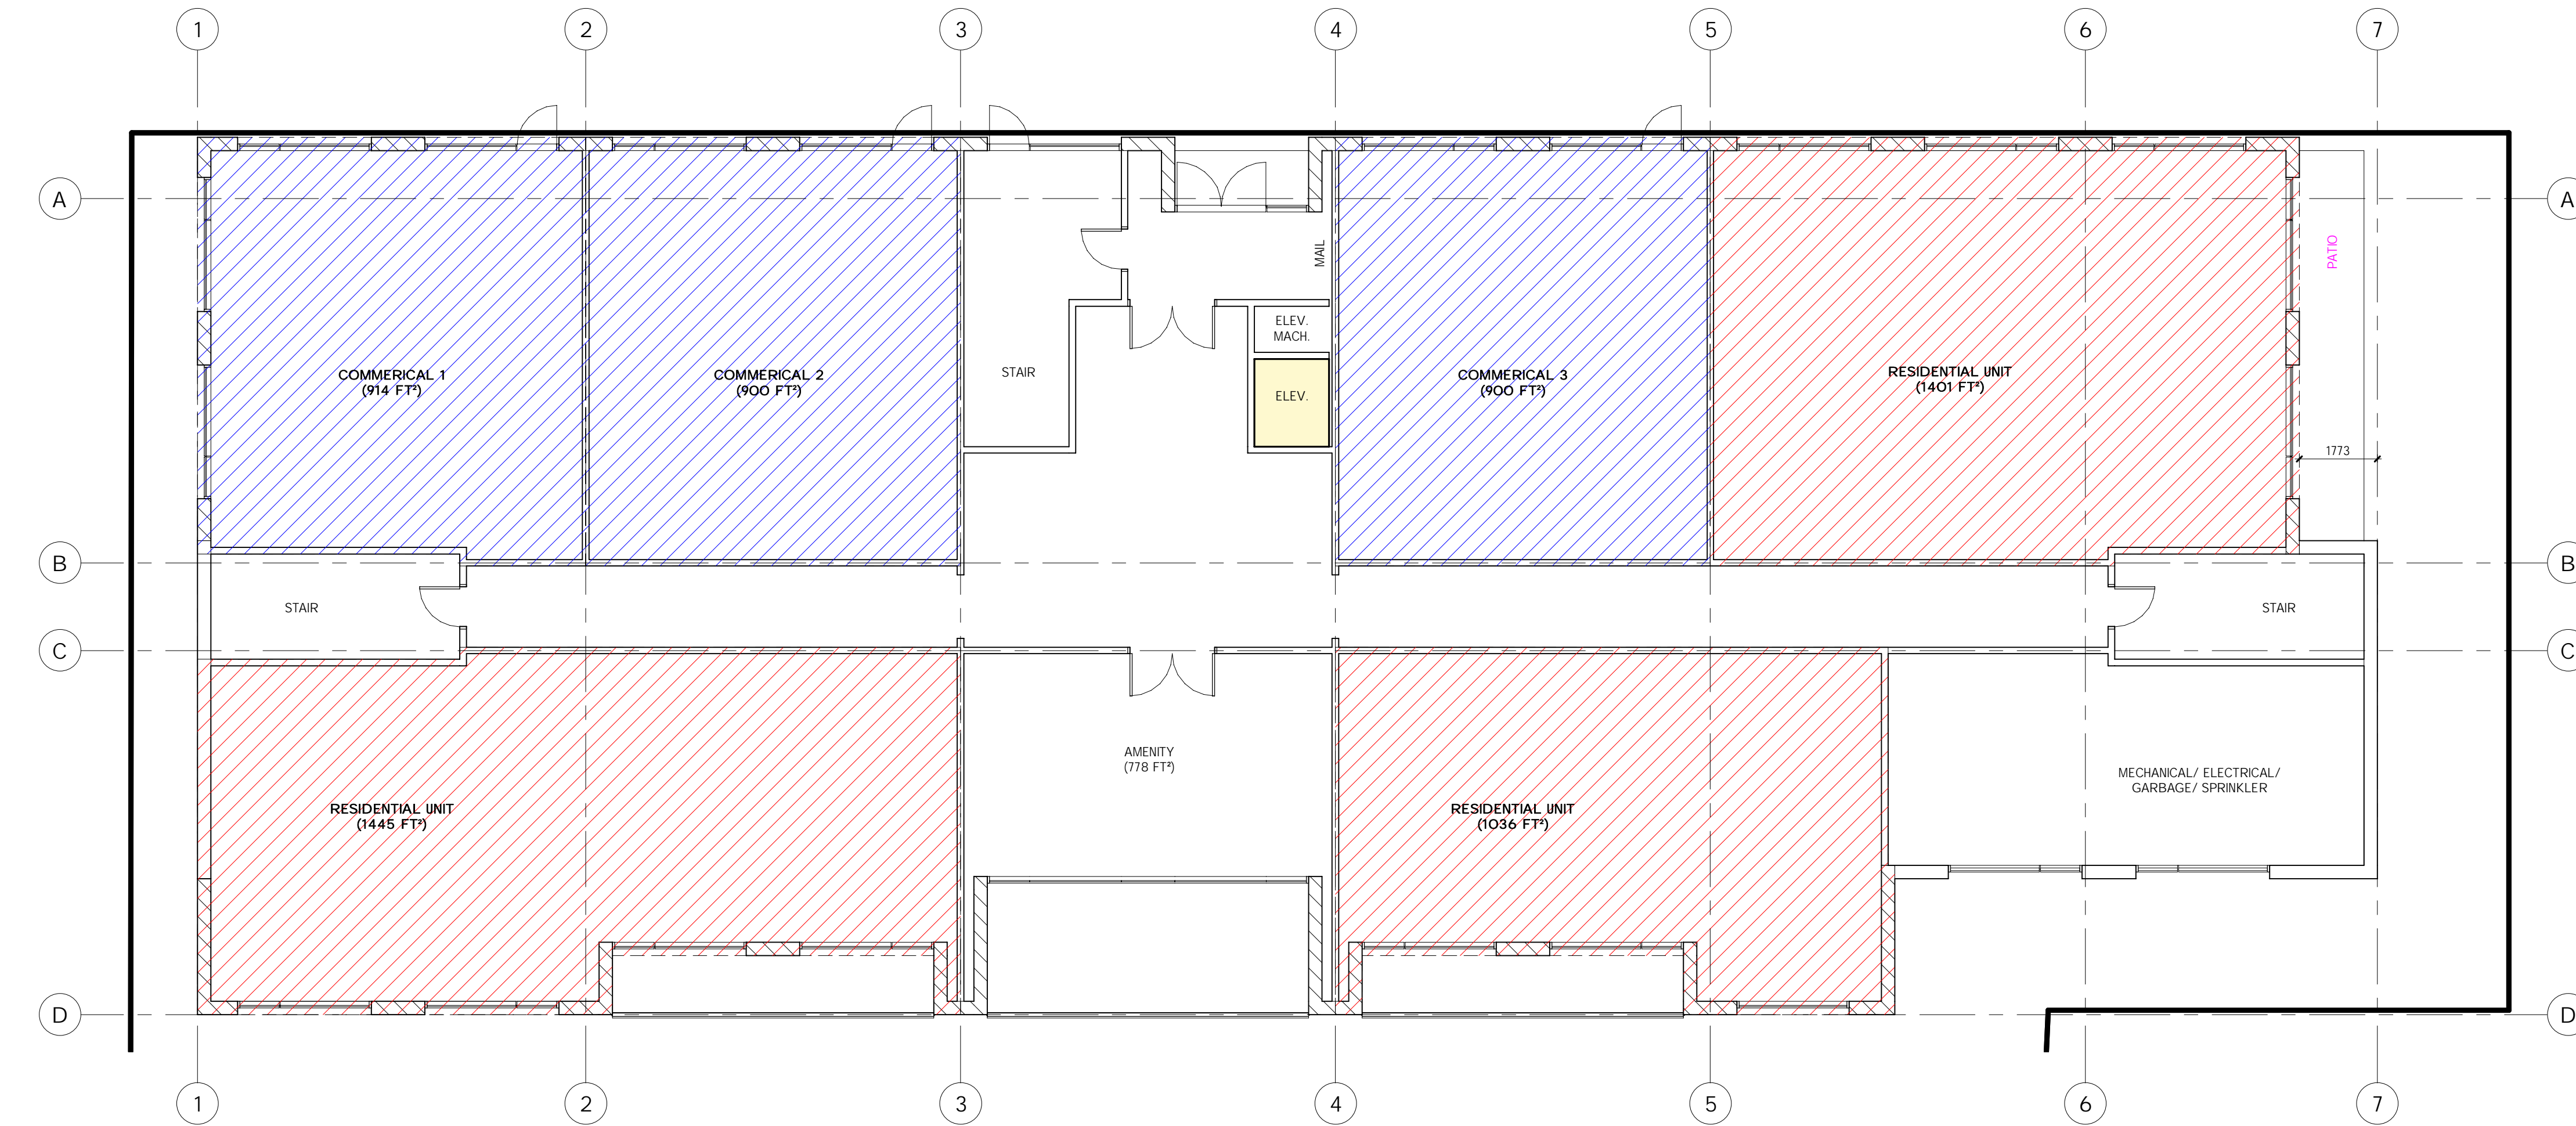 1 2 3 4 5 6 7
A A
MAIL
PATIO
ELEV.
MACH.
STAIR
ELEV.
COMMERICAL 1
(914 FT²)
COMMERICAL 2
(900 FT²)
COMMERICAL 3
(900 FT²)
RESIDENTIAL UNIT
(1401 FT²)
1773
B B
STAIR
STAIR
C C
AMENITY
(778 FT²)
MECHANICAL/ ELECTRICAL/
GARBAGE/ SPRINKLER
RESIDENTIAL UNIT
(1445 FT²)
RESIDENTIAL UNIT
(1036 FT²)
D D
1 2 3 4 5 6 7